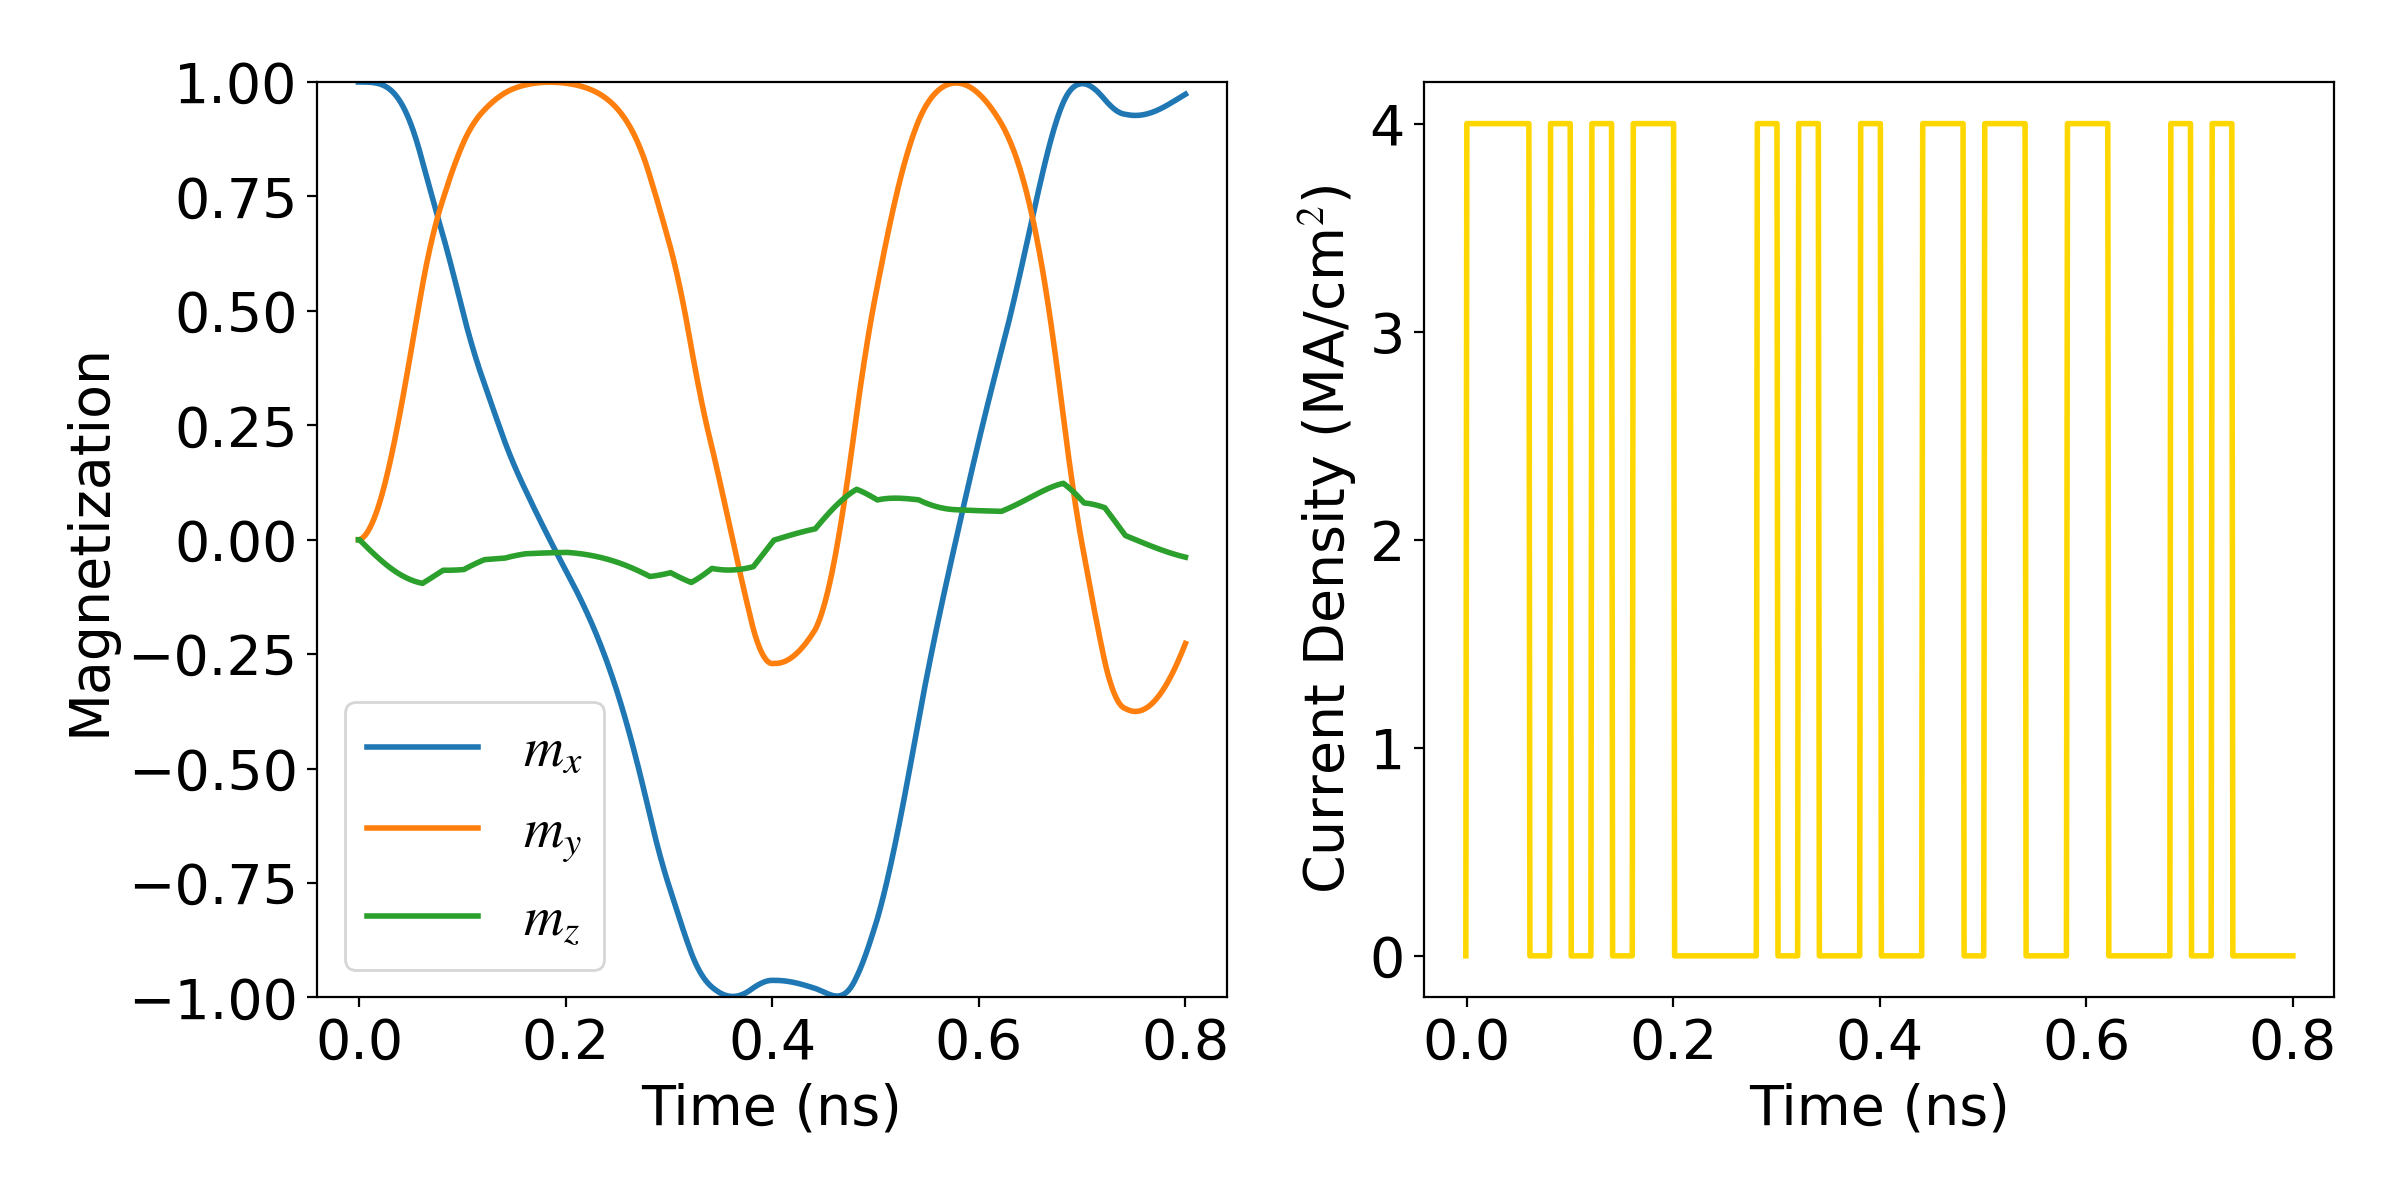 1.00
0.75
0.50
0.25
0.00
−0.25
−0.50
−0.75
−1.00
Magnetization
m_x
m_y
m_z
0.0 0.2 0.4 0.6 0.8
Time (ns)
4
3
2
1
0
Current Density (MA/cm²)
0.0 0.2 0.4 0.6 0.8
Time (ns)